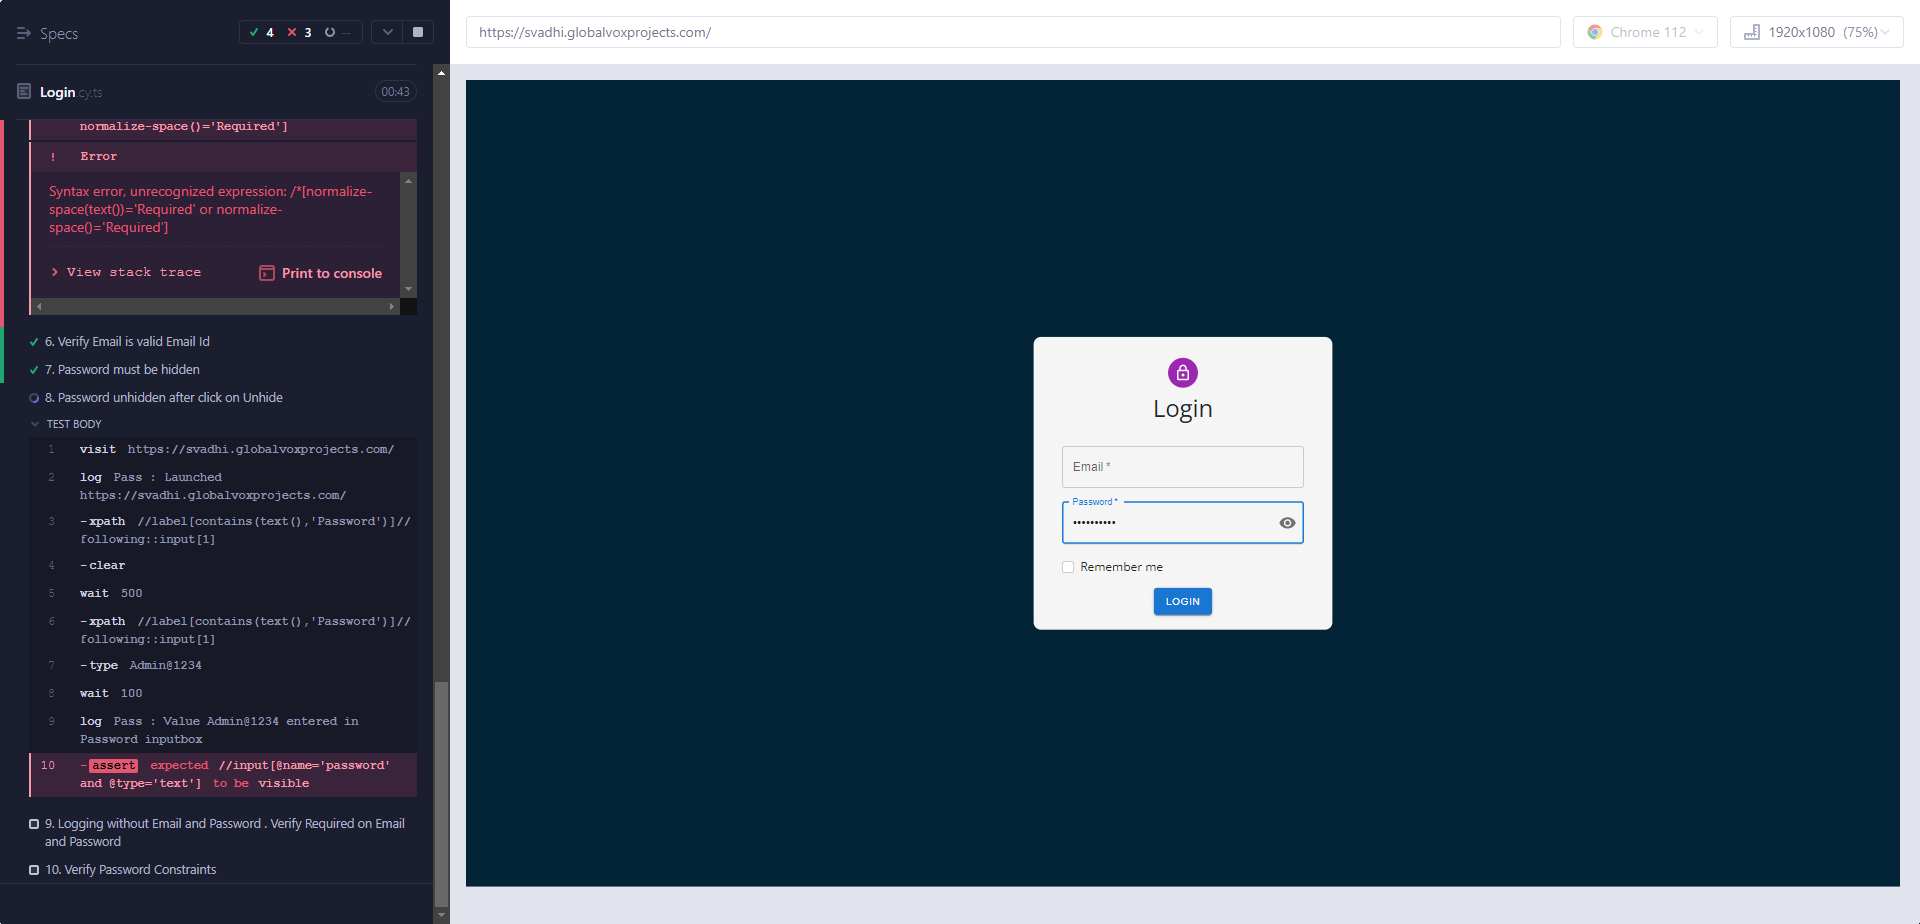 Specs
4 3 --
Login.cy.ts
00:43
normalize-space()='Required']
! Error
Syntax error, unrecognized expression: /*[normalize-
space(text())='Required' or normalize-
space()='Required']
View stack trace
Print to console
6. Verify Email is valid Email Id
7. Password must be hidden
8. Password unhidden after click on Unhide
TEST BODY
1 visit https://svadhi.globalvoxprojects.com/
2 log Pass : Launched
https://svadhi.globalvoxprojects.com/
3 -xpath //label[contains(text(),'Password')]//
following::input[1]
4 -clear
5 wait 500
6 -xpath //label[contains(text(),'Password')]//
following::input[1]
7 -type Admin@1234
8 wait 100
9 log Pass : Value Admin@1234 entered in
Password inputbox
10 -assert expected //input[@name='password'
and @type='text'] to be visible
9. Logging without Email and Password . Verify Required on Email
and Password
10. Verify Password Constraints
https://svadhi.globalvoxprojects.com/
Chrome 112
1920x1080 (75%)
Login
Email *
Password *
••••••••••
Remember me
LOGIN